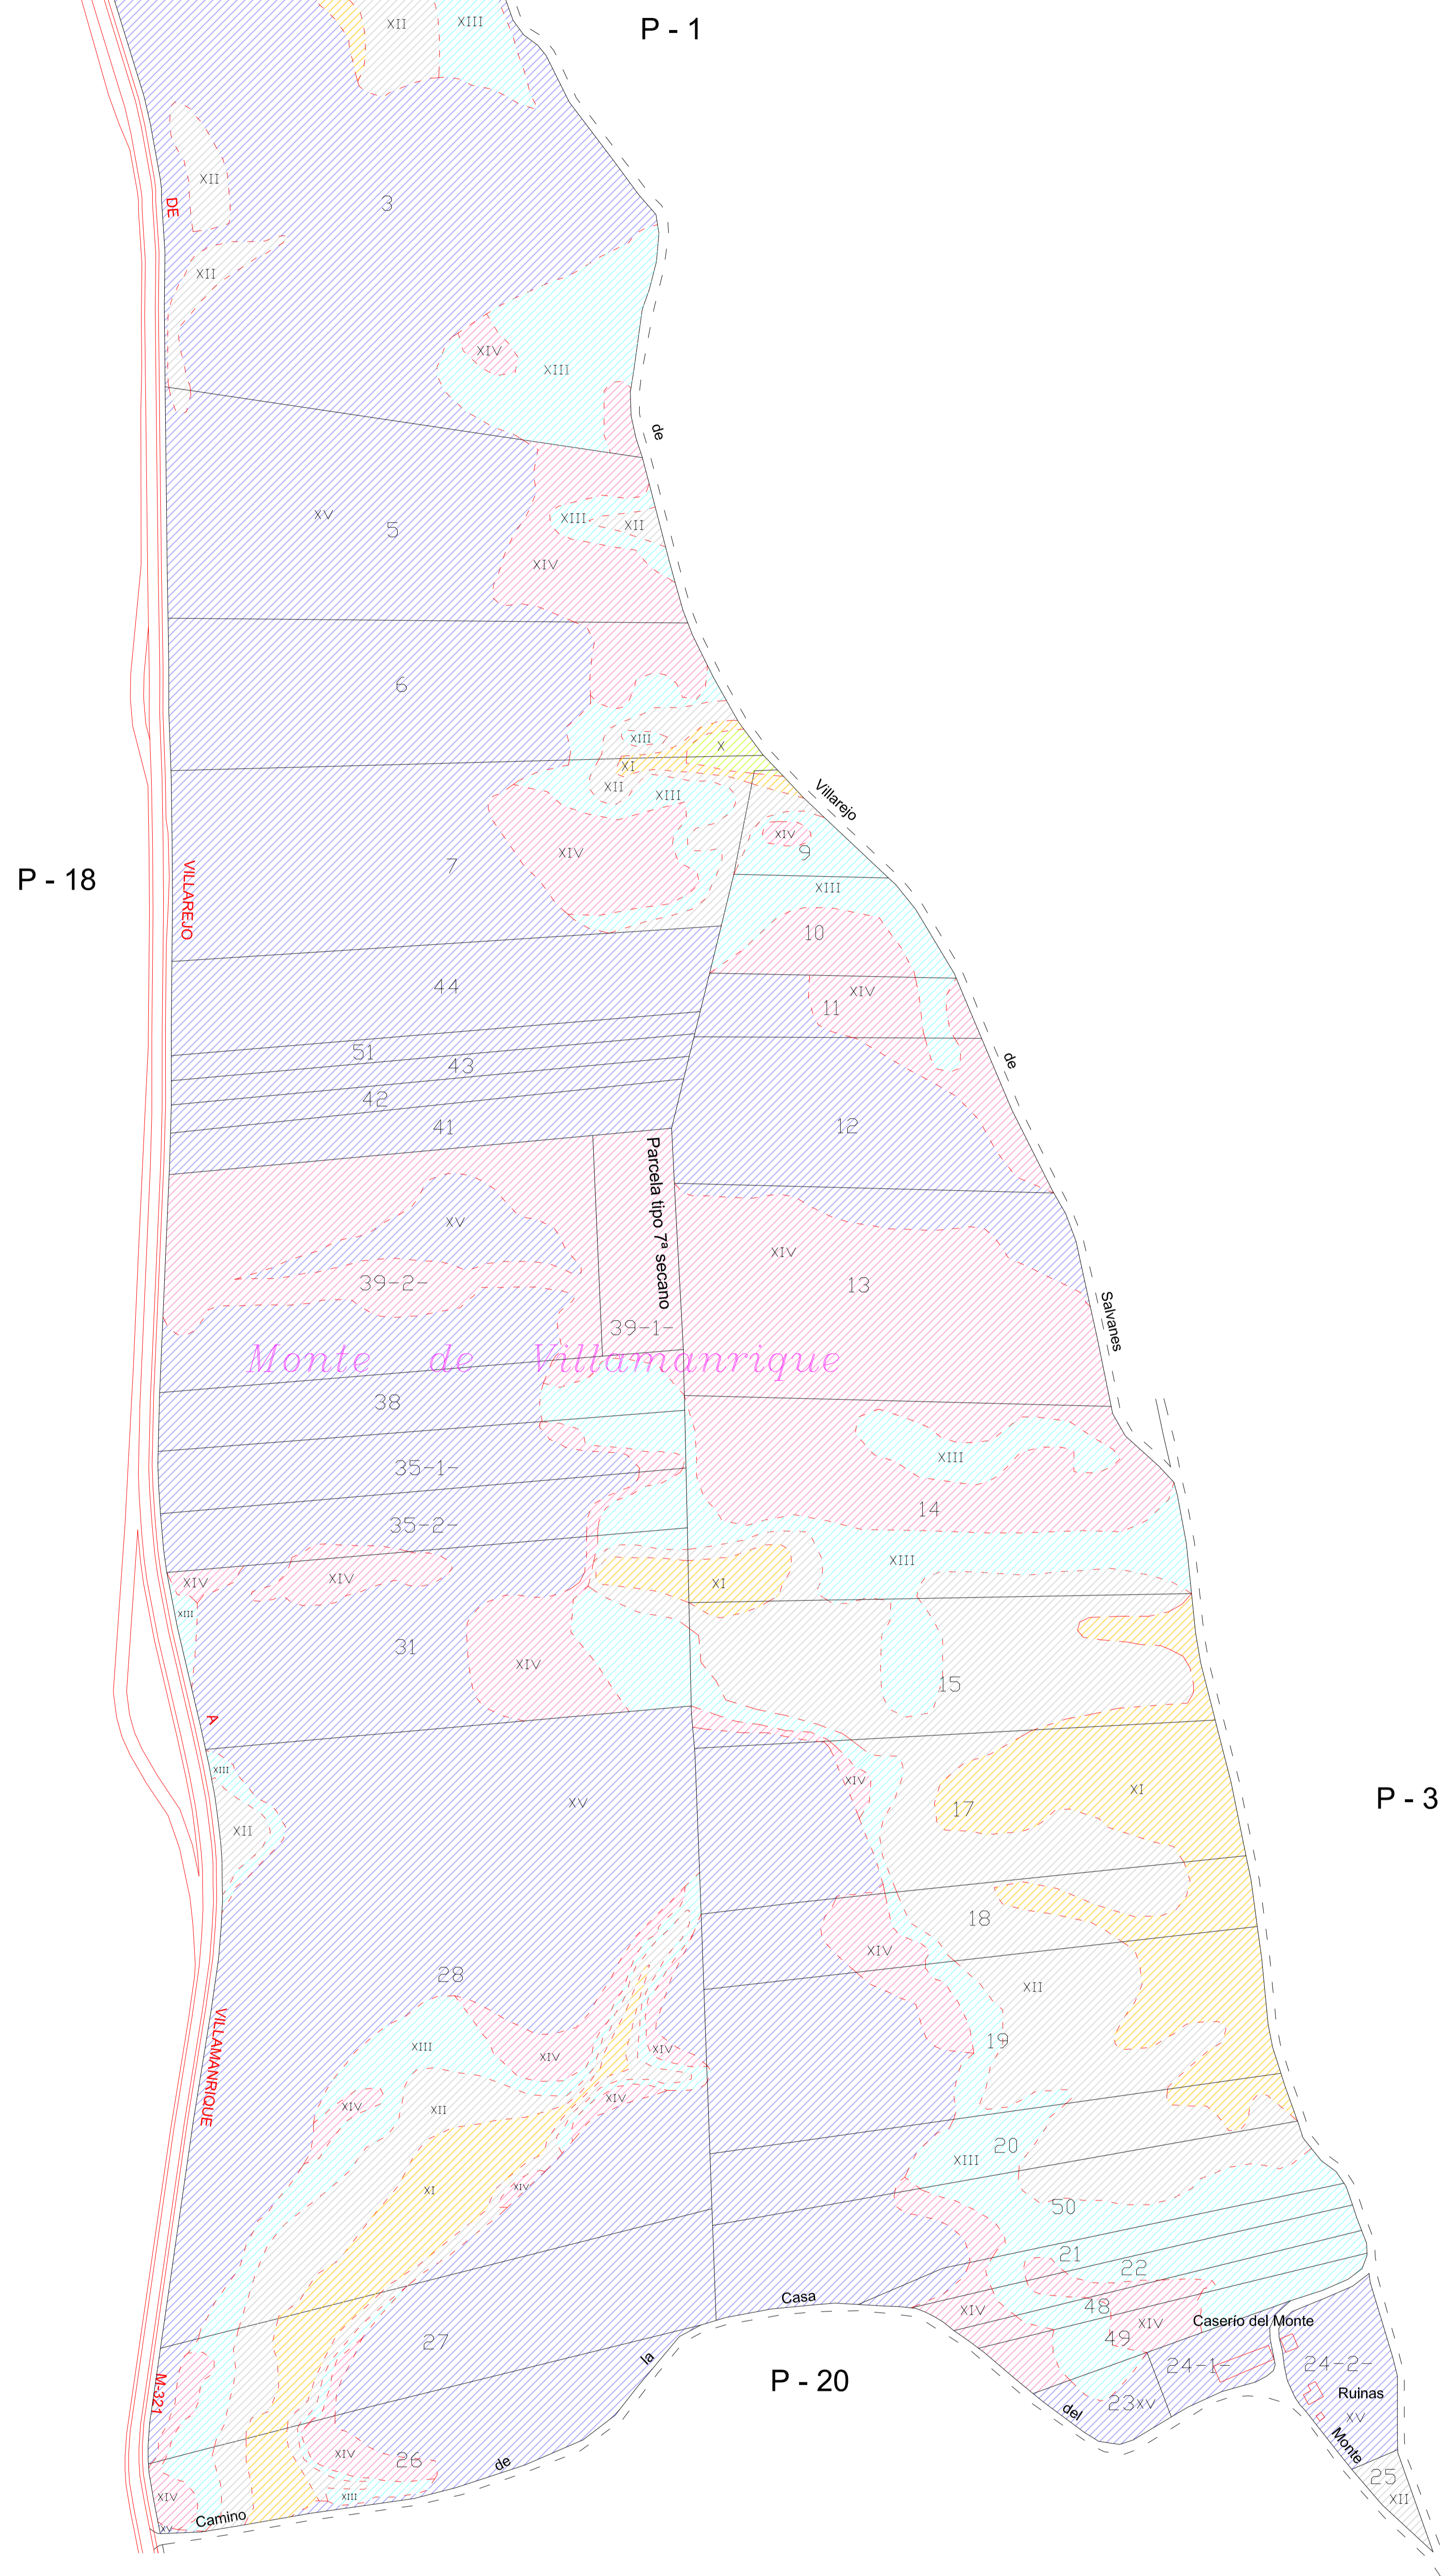 P - 1
XII
XIII
XII
DE
3
XII
XIV
XIII
de
XV
5
XIII
XII
XIV
6
XIII
X
XI
XII
XIII
Villarejo
XIV
9
XIV
7
P - 18
VILLAREJO
XIII
10
44
XIV
11
51
43
de
42
41
12
Parcela tipo 7ª secano
XV
XIV
39-2-
13
39-1-
Salvanes
Monte de Villamanrique
38
XIII
35-1-
14
35-2-
XIII
XIV
XIV
XI
XIII
31
XIV
15
A
XIII
XIV
XI
P - 3
XV
17
XII
18
XIV
28
XII
VILLAMANRIQUE
19
XIII
XIV
XIV
XIV
XIV
XII
20
XIII
XI
XIV
50
21
22
Casa
48
XIV
XIV
Caserío del Monte
27
49
la
24-1-
24-2-
P - 20
M-321
Ruinas
23
XV
del
XV
Monte
XIV
26
de
25
XIV
XIII
XII
Camino
XV